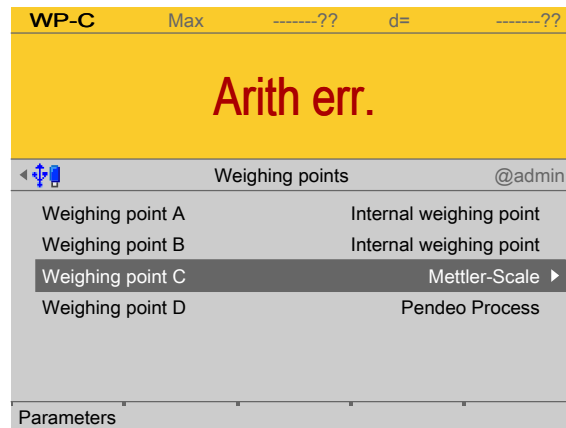 WP-C Max -------?? d= -------??
Arith err.
Weighing points @admin
Weighing point A Internal weighing point
Weighing point B Internal weighing point
Weighing point C Mettler-Scale
Weighing point D Pendeo Process
Parameters